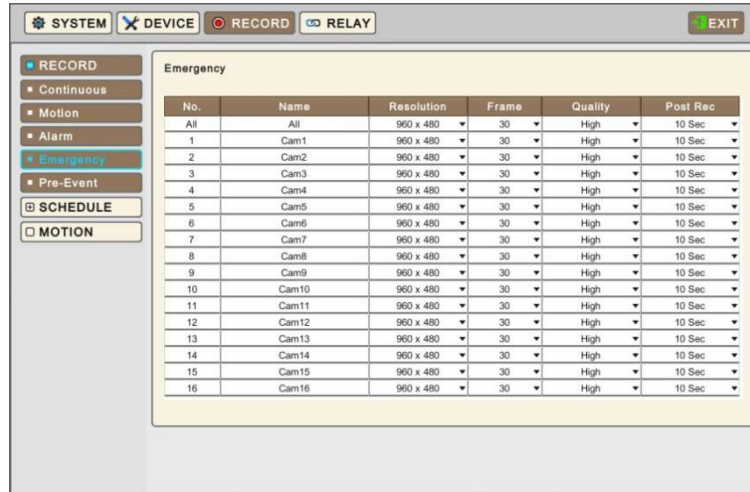 SYSTEM DEVICE RECORD RELAY EXIT
RECORD
Continuous
Motion
Alarm
Emergency
Pre-Event
SCHEDULE
MOTION
Emergency
No. Name Resolution Frame Quality Post Rec
All All 960 x 480 30 High 10 Sec
1 Cam1 960 x 480 30 High 10 Sec
2 Cam2 960 x 480 30 High 10 Sec
3 Cam3 960 x 480 30 High 10 Sec
4 Cam4 960 x 480 30 High 10 Sec
5 Cam5 960 x 480 30 High 10 Sec
6 Cam6 960 x 480 30 High 10 Sec
7 Cam7 960 x 480 30 High 10 Sec
8 Cam8 960 x 480 30 High 10 Sec
9 Cam9 960 x 480 30 High 10 Sec
10 Cam10 960 x 480 30 High 10 Sec
11 Cam11 960 x 480 30 High 10 Sec
12 Cam12 960 x 480 30 High 10 Sec
13 Cam13 960 x 480 30 High 10 Sec
14 Cam14 960 x 480 30 High 10 Sec
15 Cam15 960 x 480 30 High 10 Sec
16 Cam16 960 x 480 30 High 10 Sec